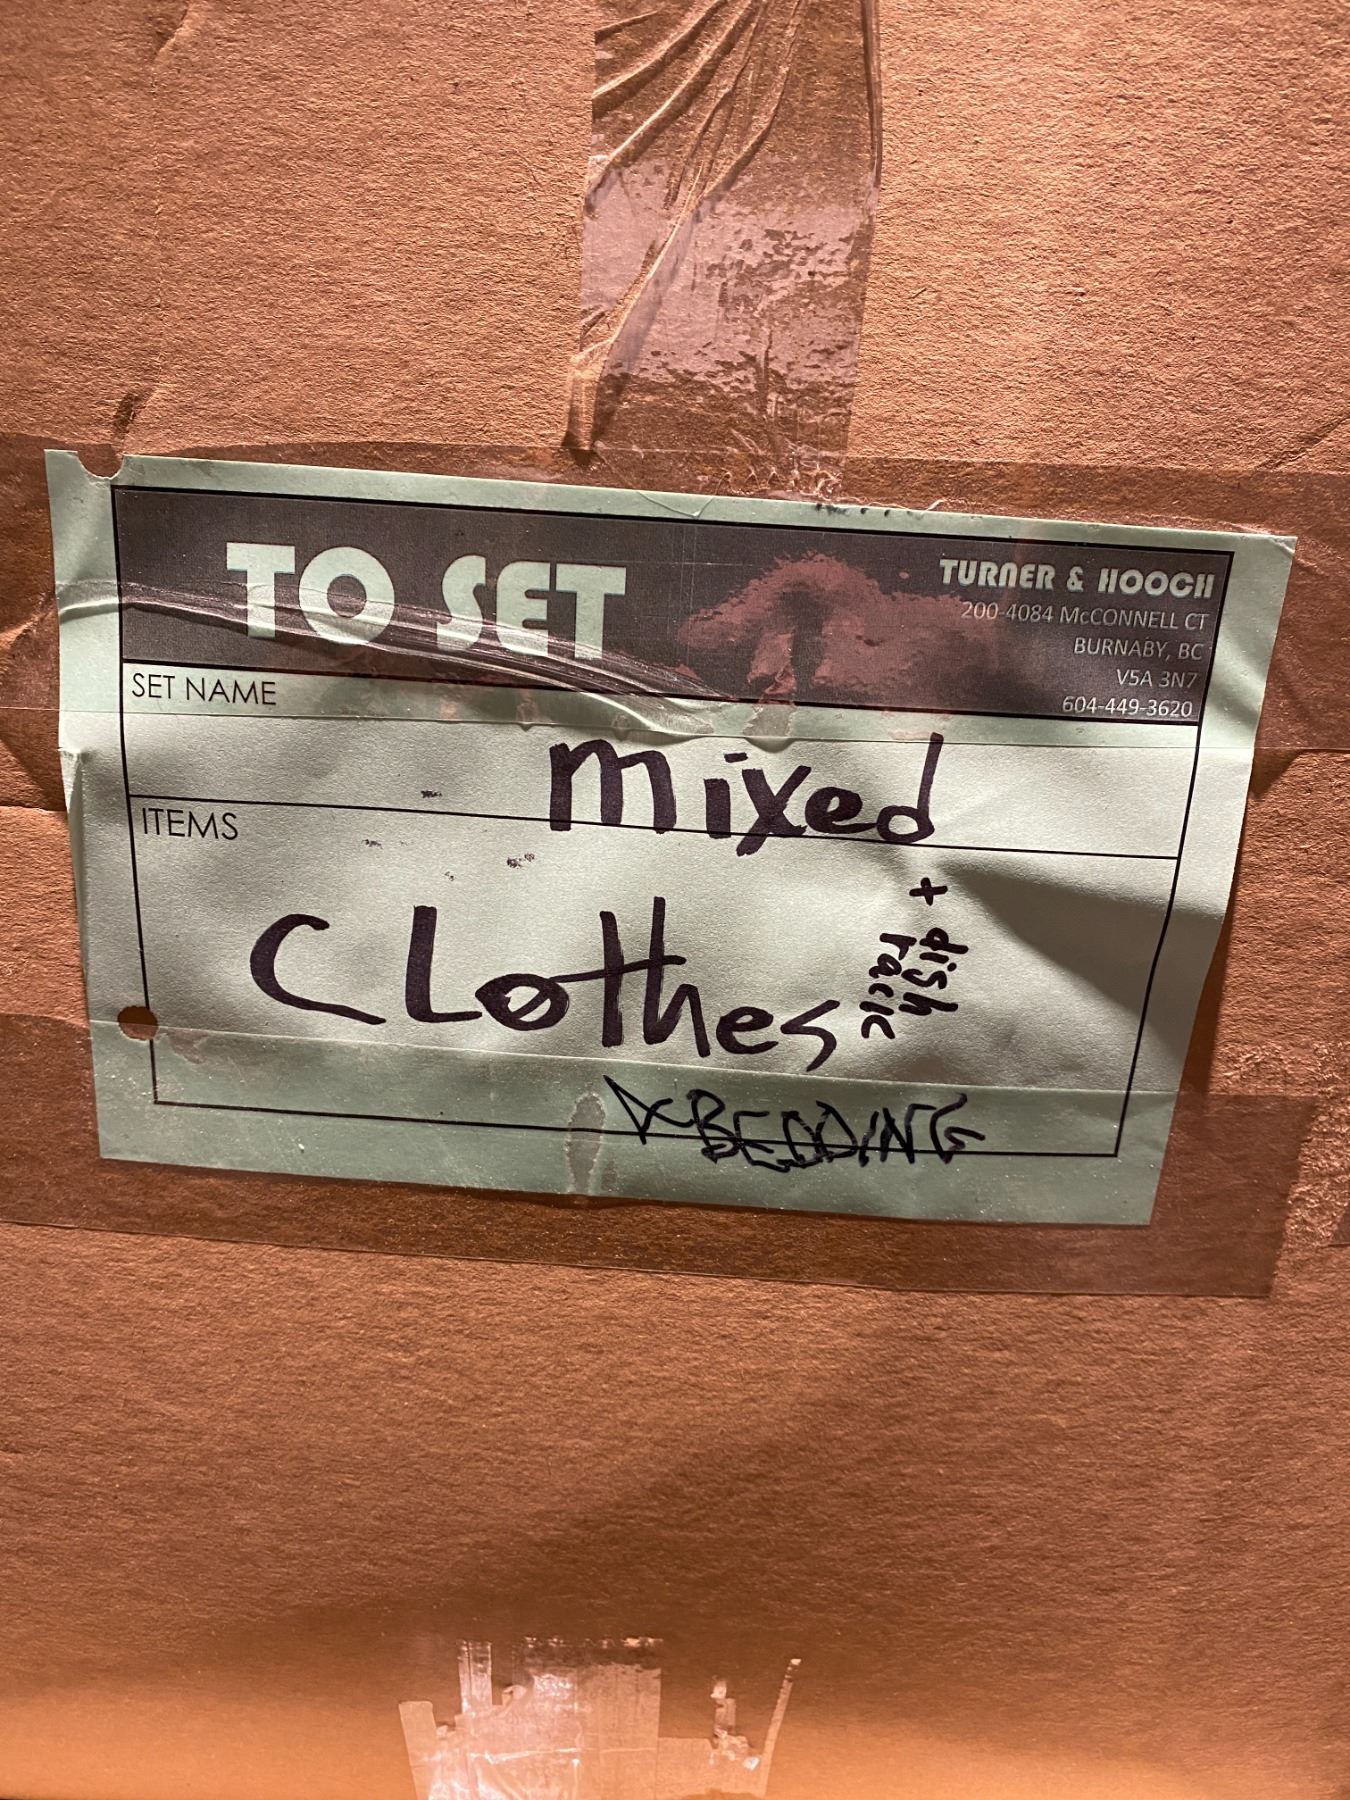 TO SET
TURNER & HOOCH
200-4084 McCONNELL CT
BURNABY, BC
V5A 3N7
604-449-3620
SET NAME
mixed
ITEMS
CLothes
+ dish
rack
BEDDING